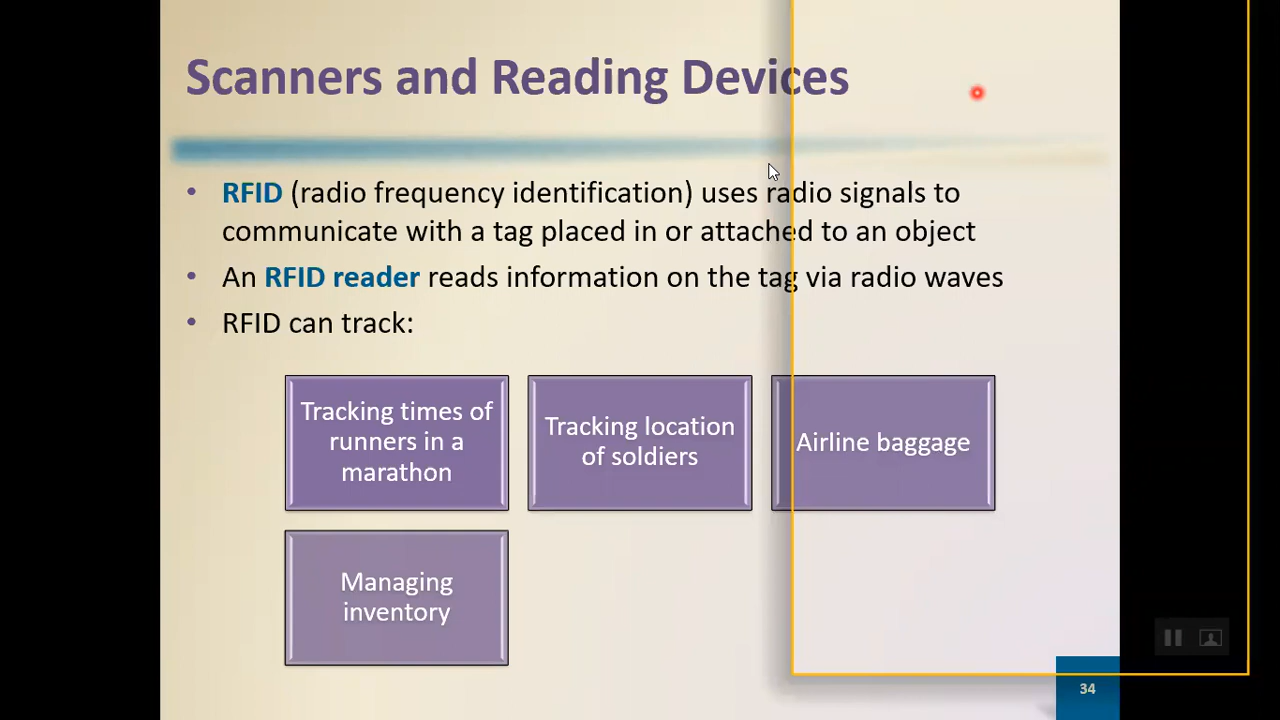 Scanners and Reading Devices
• RFID (radio frequency identification) uses radio signals to
communicate with a tag placed in or attached to an object
• An RFID reader reads information on the tag via radio waves
• RFID can track:
Tracking times of
runners in a
marathon
Tracking location
of soldiers
Airline baggage
Managing
inventory
34